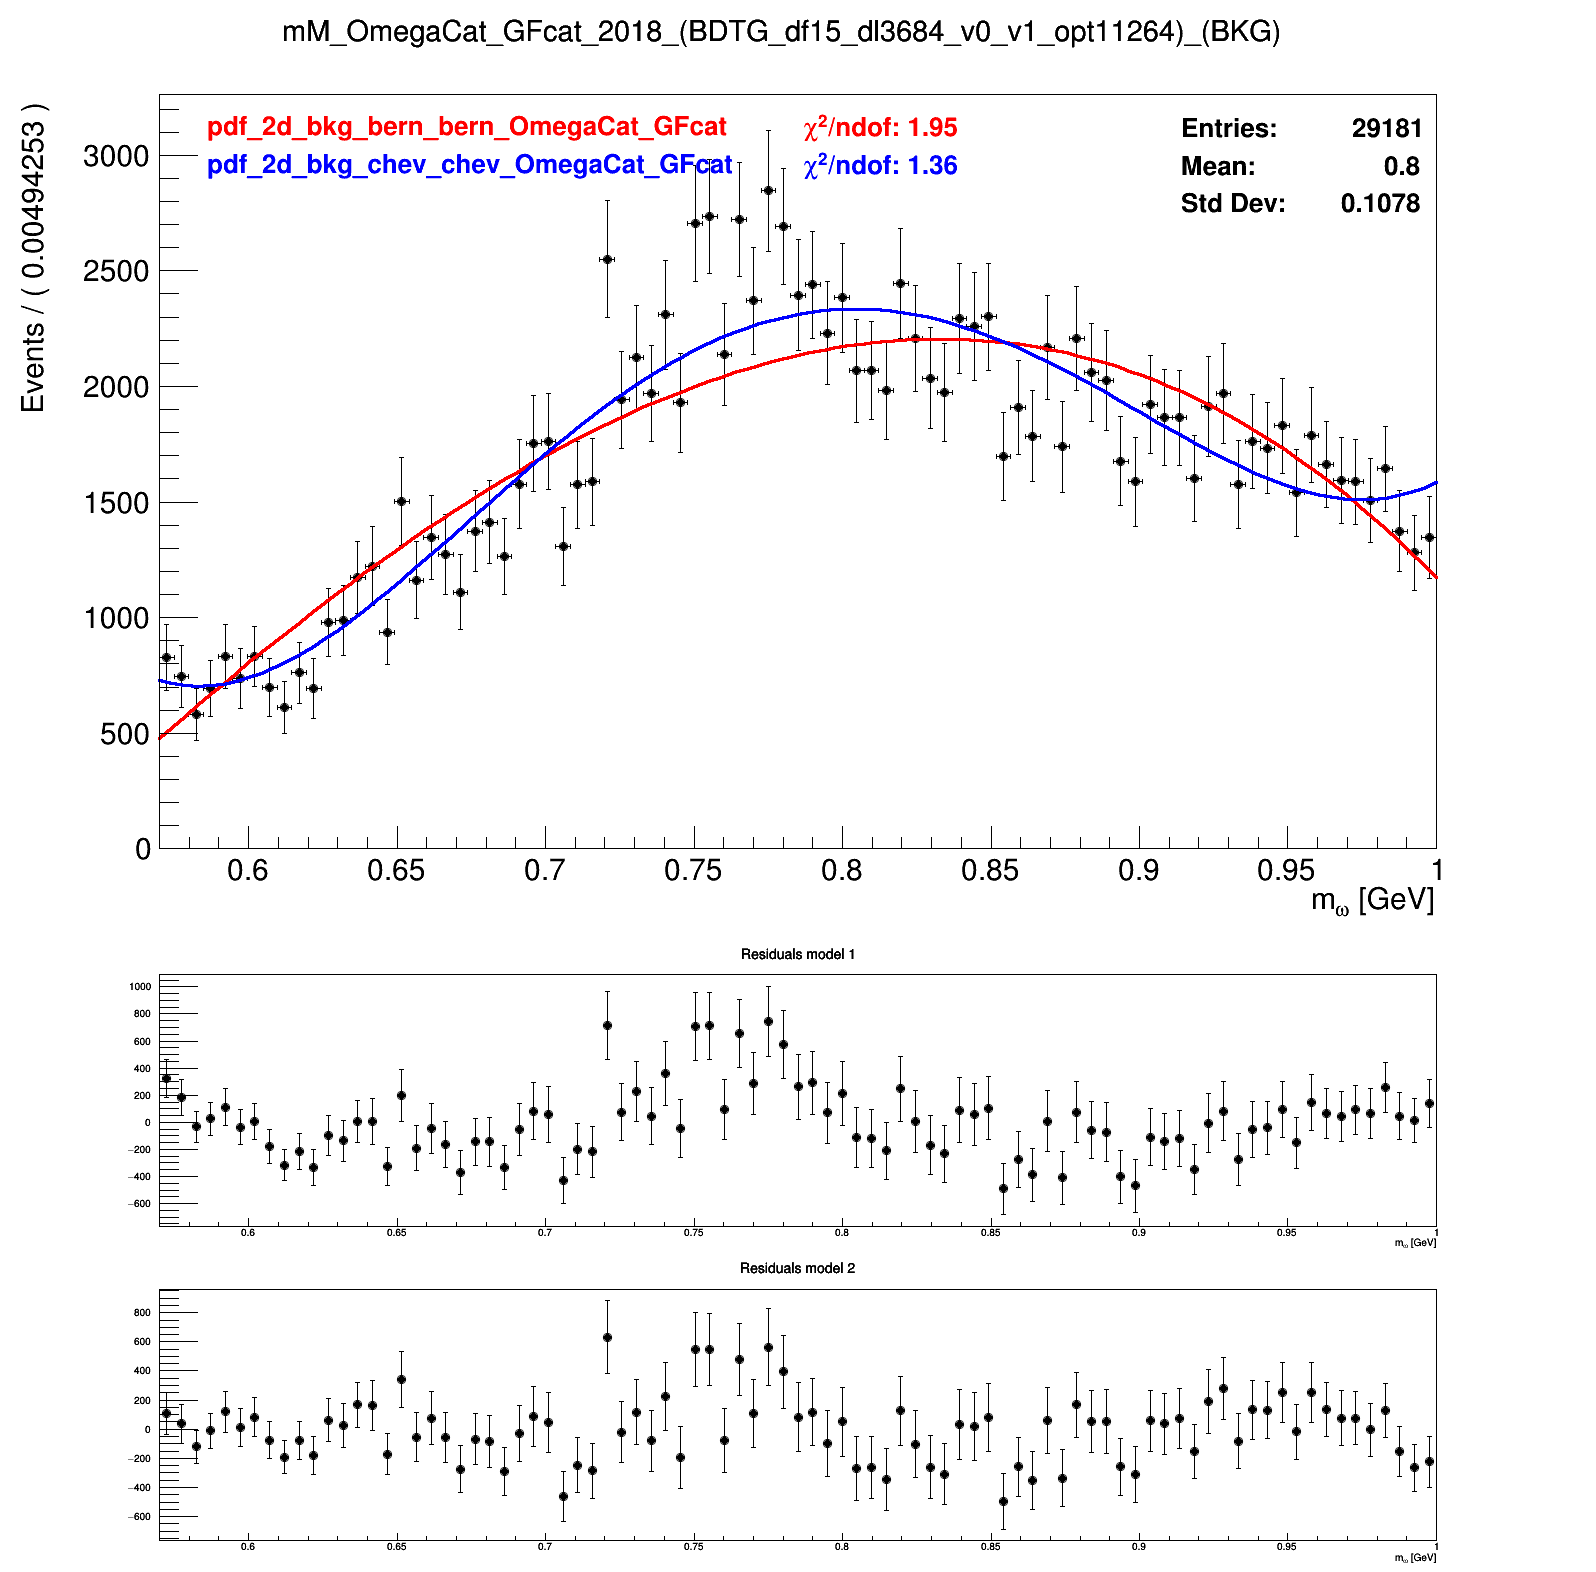 mM_OmegaCat_GFcat_2018_(BDTG_df15_dl3684_v0_v1_opt11264)_(BKG)
Events / ( 0.00494253 )
pdf_2d_bkg_bern_bern_OmegaCat_GFcat χ²/ndof: 1.95
pdf_2d_bkg_chev_chev_OmegaCat_GFcat χ²/ndof: 1.36
Entries: 29181
Mean: 0.8
Std Dev: 0.1078
3000
2500
2000
1500
1000
500
0
0.6 0.65 0.7 0.75 0.8 0.85 0.9 0.95 1
m_ω [GeV]
Residuals model 1
1000
800
600
400
200
0
−200
−400
−600
0.6 0.65 0.7 0.75 0.8 0.85 0.9 0.95 1
m_ω [GeV]
Residuals model 2
800
600
400
200
0
−200
−400
−600
0.6 0.65 0.7 0.75 0.8 0.85 0.9 0.95 1
m_ω [GeV]